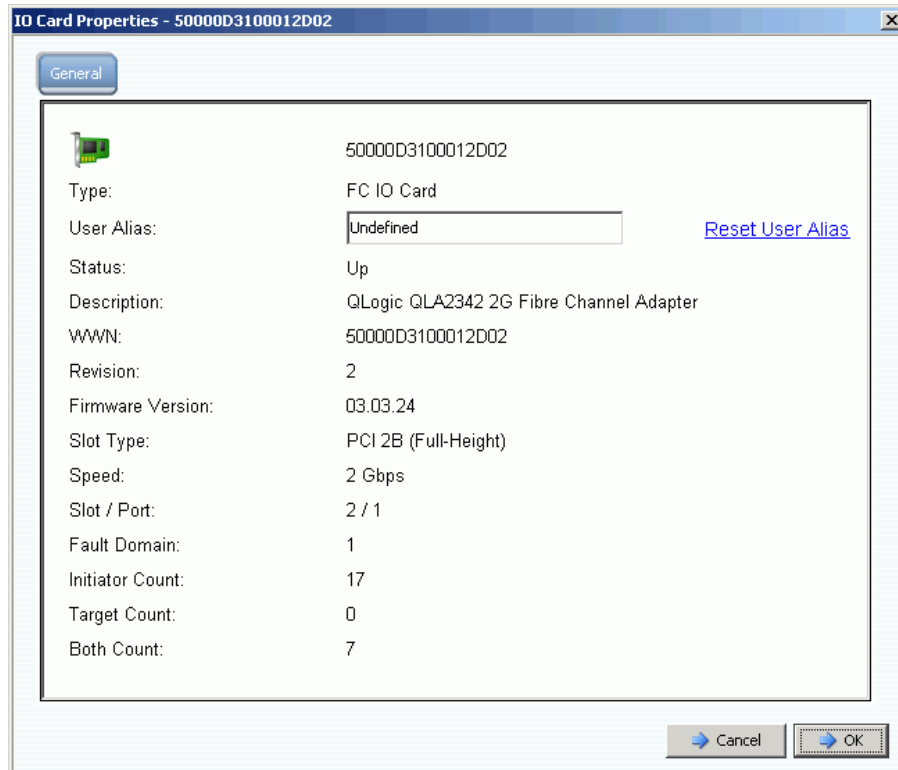 IO Card Properties - 50000D3100012D02
General
50000D3100012D02
Type: FC IO Card
User Alias: Undefined Reset User Alias
Status: Up
Description: QLogic QLA2342 2G Fibre Channel Adapter
WWN: 50000D3100012D02
Revision: 2
Firmware Version: 03.03.24
Slot Type: PCI 2B (Full-Height)
Speed: 2 Gbps
Slot / Port: 2 / 1
Fault Domain: 1
Initiator Count: 17
Target Count: 0
Both Count: 7
Cancel OK